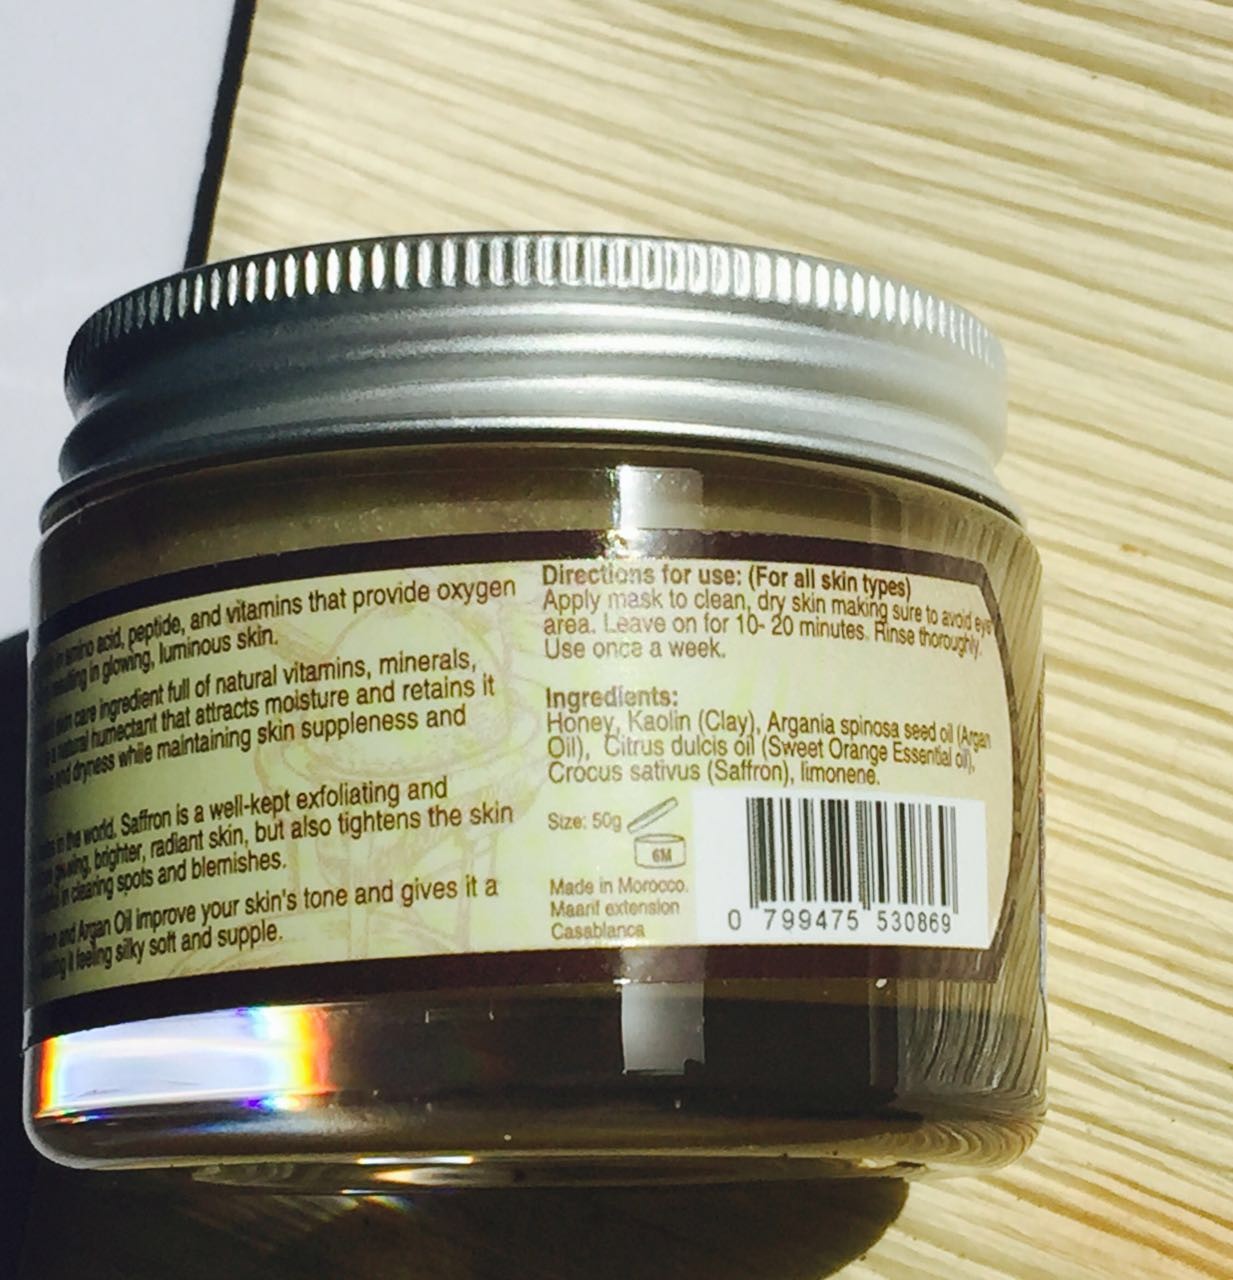 amino acid, peptide, and vitamins that provide oxygen
resulting in glowing, luminous skin.
skin care ingredient full of natural vitamins, minerals,
a natural humectant that attracts moisture and retains it
and dryness while maintaining skin suppleness and
in the world. Saffron is a well-kept exfoliating and
brighter, radiant skin, but also tightens the skin
in clearing spots and blemishes.
and Argan Oil improve your skin's tone and gives it a
it feeling silky soft and supple.
Directions for use: (For all skin types)
Apply mask to clean, dry skin making sure to avoid eye
area. Leave on for 10- 20 minutes. Rinse thoroughly.
Use once a week.
Ingredients:
Honey, Kaolin (Clay), Argania spinosa seed oil (Argan
Oil), Citrus dulcis oil (Sweet Orange Essential oil),
Crocus sativus (Saffron), limonene.
Size: 50g
6M
Made in Morocco.
Maarif extension
Casablanca
0 799475 530869